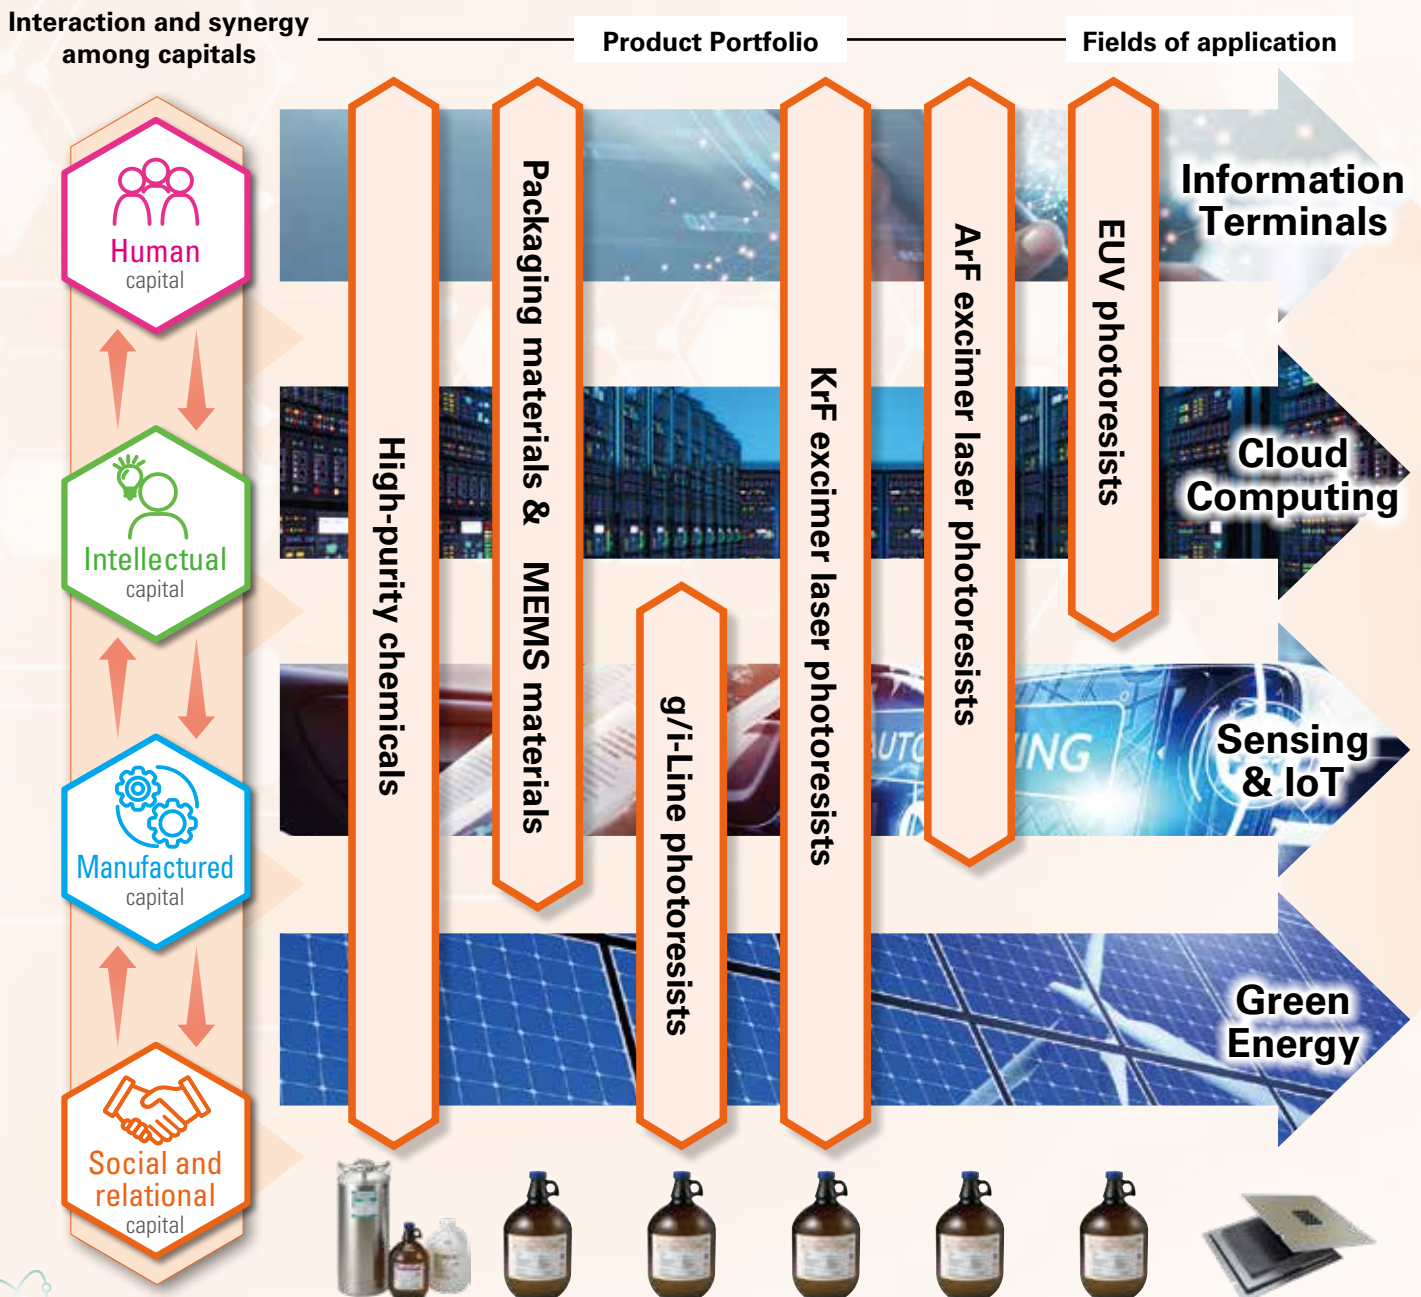 Interaction and synergy
among capitals
Product Portfolio
Fields of application
Human
capital
Intellectual
capital
Manufactured
capital
Social and
relational
capital
High-purity chemicals
Packaging materials & MEMS materials
g/i-Line photoresists
KrF excimer laser photoresists
ArF excimer laser photoresists
EUV photoresists
Information
Terminals
Cloud
Computing
Sensing
& IoT
Green
Energy